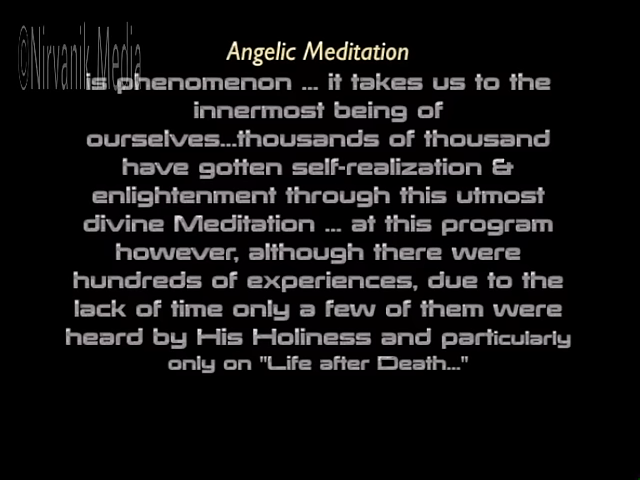 ©Nirvanik Media
Angelic Meditation
is phenomenon ... it takes us to the
innermost being of
ourselves...thousands of thousand
have gotten self-realization &
enlightenment through this utmost
divine Meditation ... at this program
however, although there were
hundreds of experiences, due to the
lack of time only a few of them were
heard by His Holiness and particularly
only on "Life after Death..."